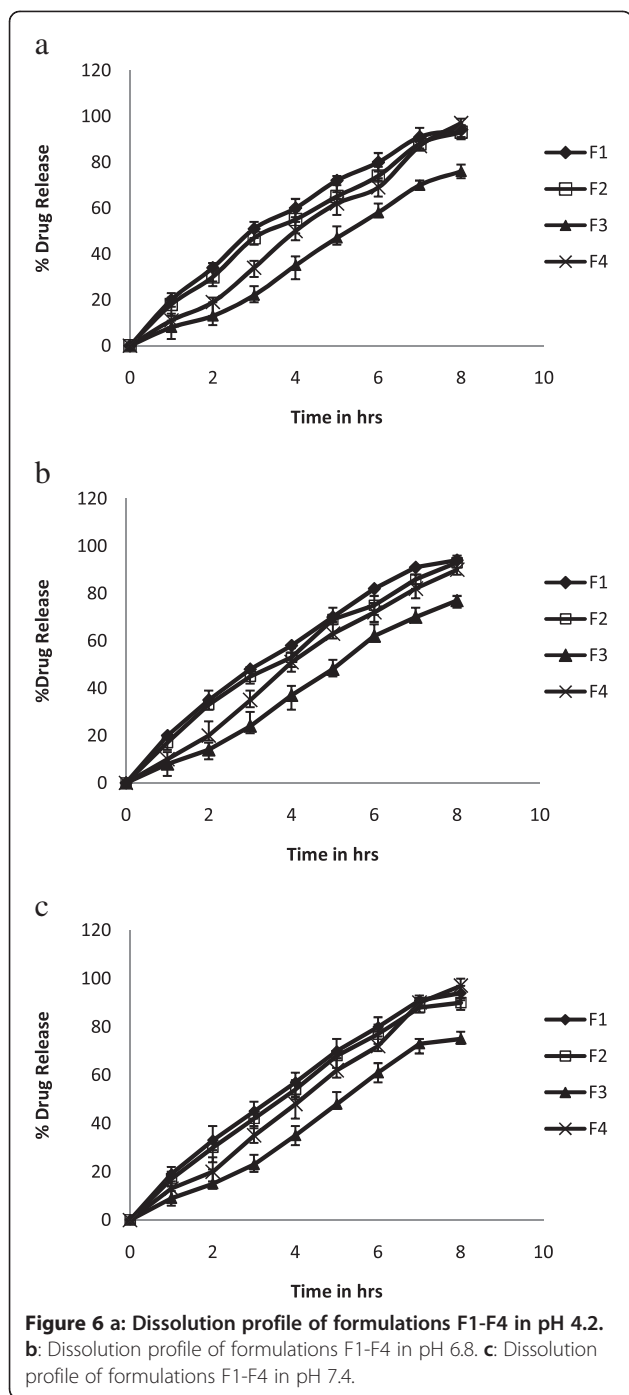 a
120
100
80
60
40
20
0
% Drug Release
0 2 4 6 8 10
Time in hrs
F1
F2
F3
F4
b
120
100
80
60
40
20
0
%Drug Release
0 2 4 6 8 10
Time in hrs
F1
F2
F3
F4
c
120
100
80
60
40
20
0
% Drug Release
0 2 4 6 8 10
Time in hrs
F1
F2
F3
F4
Figure 6 a: Dissolution profile of formulations F1-F4 in pH 4.2.
b: Dissolution profile of formulations F1-F4 in pH 6.8. c: Dissolution
profile of formulations F1-F4 in pH 7.4.